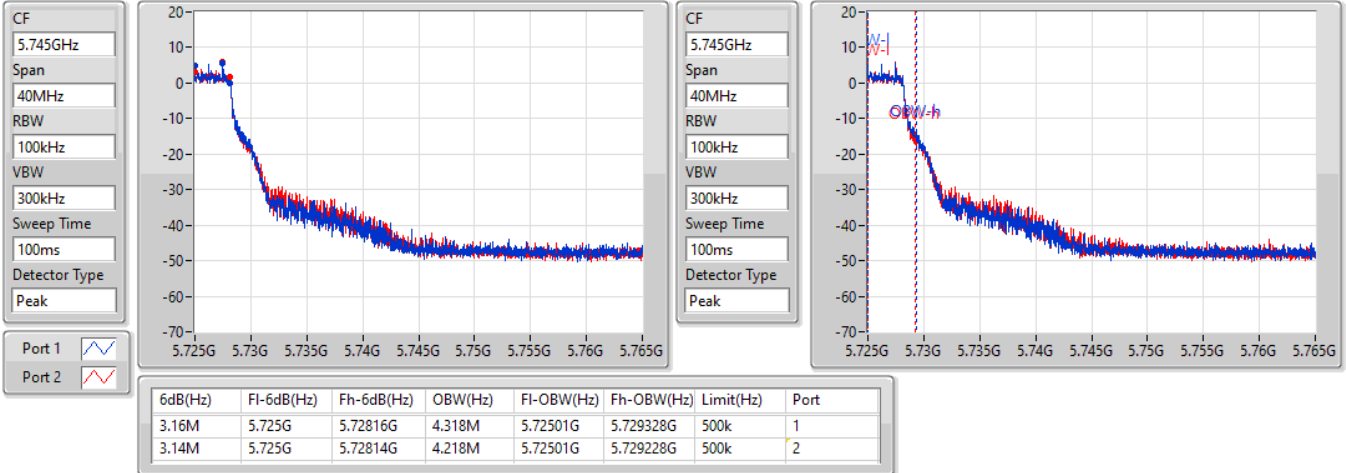 CF
5.745GHz
Span
40MHz
RBW
100kHz
VBW
300kHz
Sweep Time
100ms
Detector Type
Peak
Port 1
Port 2
20
10
0
-10
-20
-30
-40
-50
-60
-70
5.725G 5.73G 5.735G 5.74G 5.745G 5.75G 5.755G 5.76G 5.765G
CF
5.745GHz
Span
40MHz
RBW
100kHz
VBW
300kHz
Sweep Time
100ms
Detector Type
Peak
20
10
0
-10
-20
-30
-40
-50
-60
-70
W-l
W-l
OBW-h
5.725G 5.73G 5.735G 5.74G 5.745G 5.75G 5.755G 5.76G 5.765G
6dB(Hz) Fl-6dB(Hz) Fh-6dB(Hz) OBW(Hz) Fl-OBW(Hz) Fh-OBW(Hz) Limit(Hz) Port
3.16M 5.725G 5.72816G 4.318M 5.72501G 5.729328G 500k 1
3.14M 5.725G 5.72814G 4.218M 5.72501G 5.729228G 500k 2